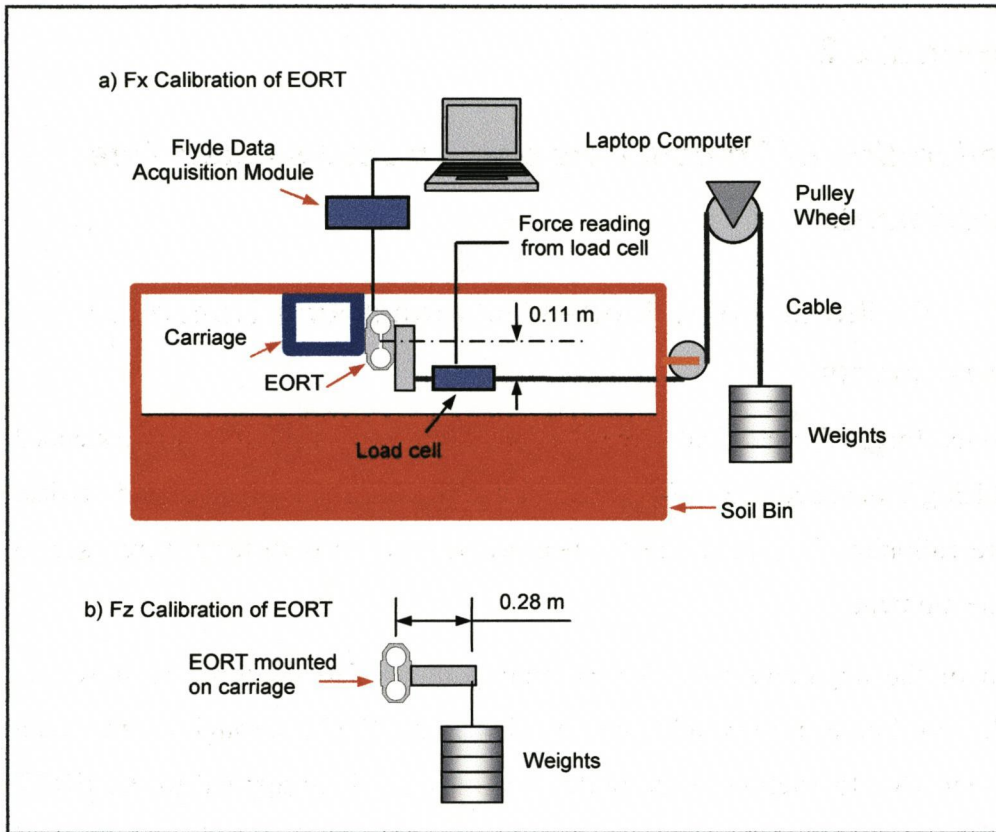 a) Fx Calibration of EORT
Laptop Computer
Flyde Data
Acquisition Module
Pulley
Wheel
Force reading
from load cell
0.11 m
Cable
Carriage
EORT
Load cell
Weights
Soil Bin
b) Fz Calibration of EORT
0.28 m
EORT mounted
on carriage
Weights